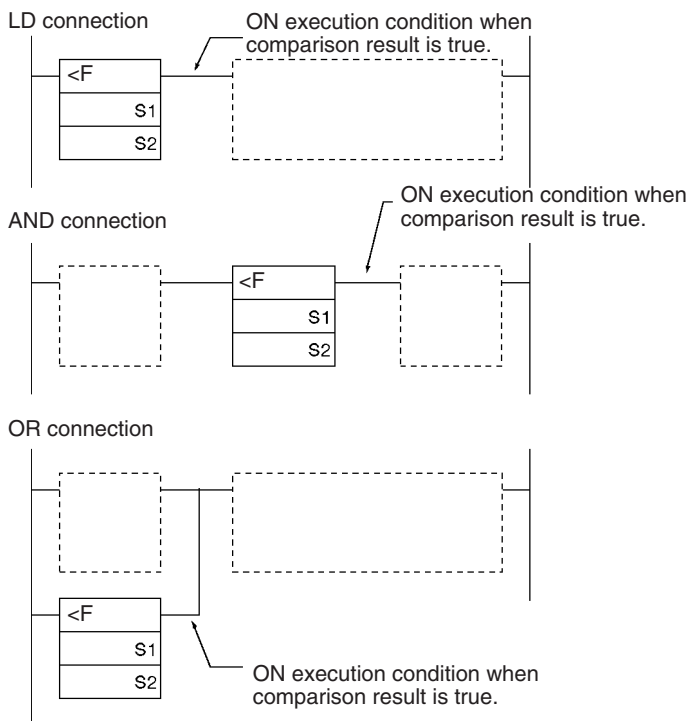 LD connection
ON execution condition when
comparison result is true.
<F
S1
S2
ON execution condition when
comparison result is true.
AND connection
<F
S1
S2
OR connection
<F
S1
S2
ON execution condition when
comparison result is true.